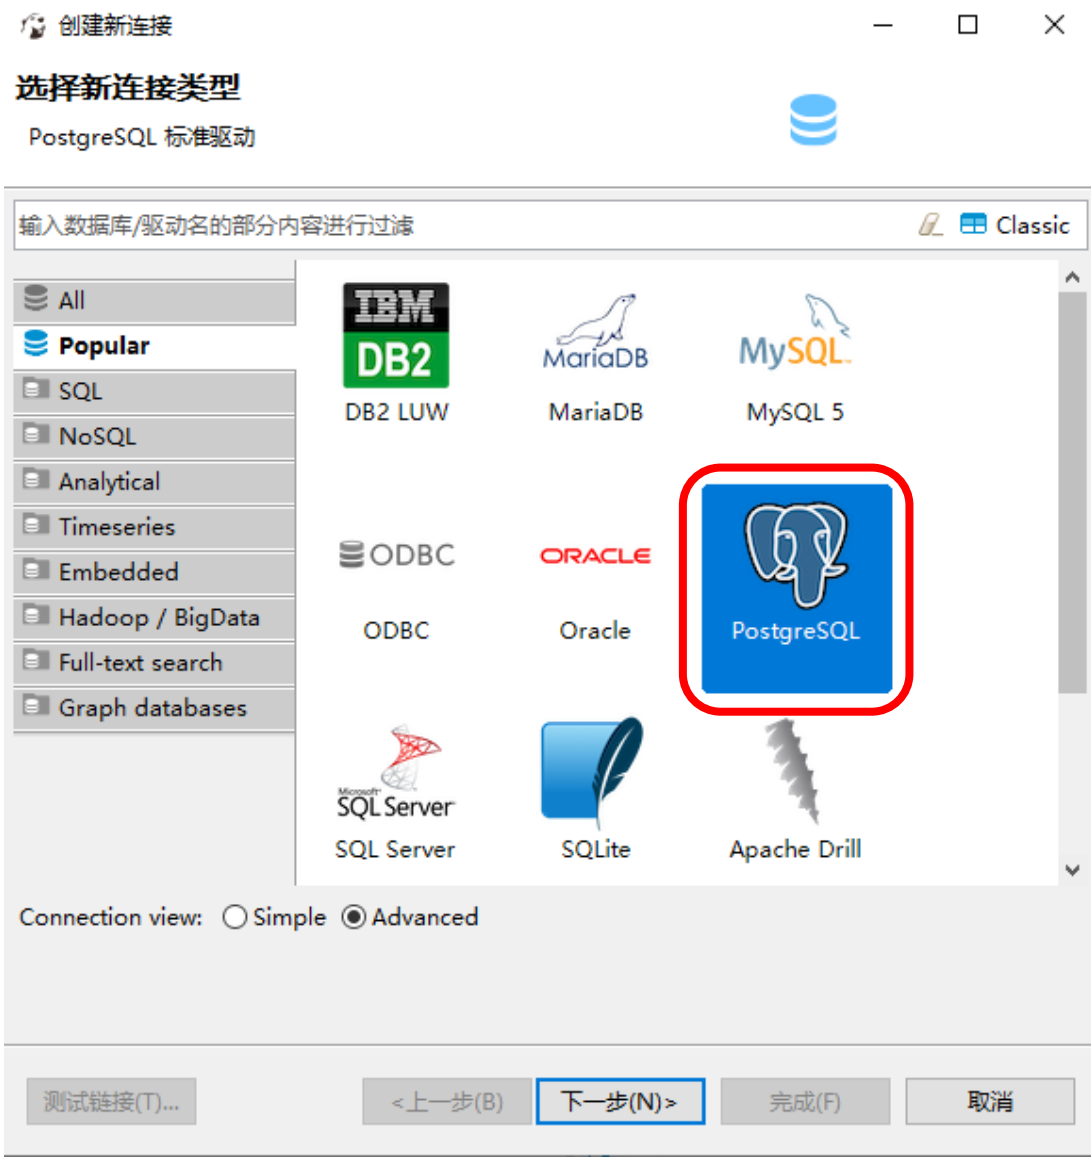 创建新连接
选择新连接类型
PostgreSQL 标准驱动
输入数据库/驱动名的部分内容进行过滤
Classic
All
Popular
SQL
NoSQL
Analytical
Timeseries
Embedded
Hadoop / BigData
Full-text search
Graph databases
IBM
DB2
DB2 LUW
MariaDB
MariaDB
MySQL
MySQL 5
ODBC
ODBC
ORACLE
Oracle
PostgreSQL
Microsoft
SQL Server
SQL Server
SQLite
Apache Drill
Connection view: Simple Advanced
测试链接(T)... <上一步(B) 下一步(N)> 完成(F) 取消